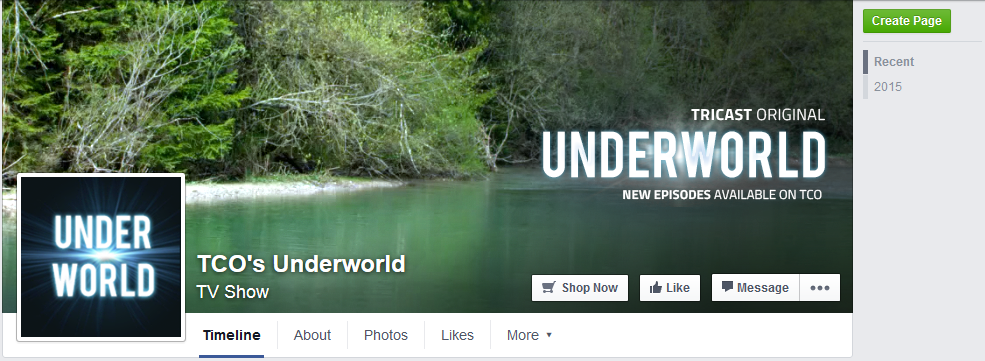 Create Page
Recent
2015
TRICAST ORIGINAL
UNDERWORLD
NEW EPISODES AVAILABLE ON TCO
UNDER
WORLD
TCO's Underworld
TV Show
Shop Now
Like
Message
Timeline
About
Photos
Likes
More